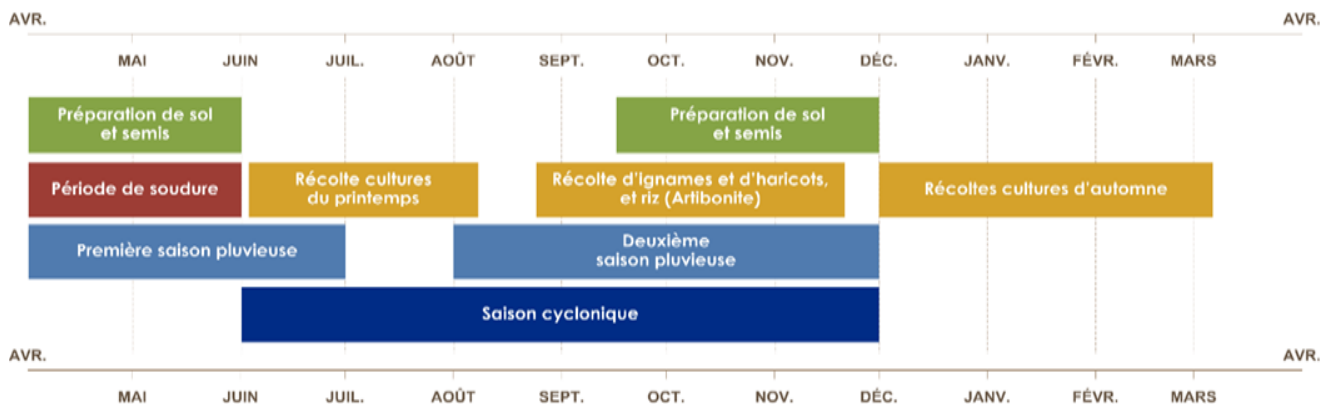 AVR. AVR.
MAI JUIN JUIL. AOÛT SEPT. OCT. NOV. DÉC. JANV. FÉVR. MARS
Préparation de sol
et semis
Préparation de sol
et semis
Période de soudure
Récolte cultures
du printemps
Récolte d'ignames et d'haricots,
et riz (Artibonite)
Récoltes cultures d'automne
Première saison pluvieuse
Deuxième
saison pluvieuse
Saison cyclonique
AVR. AVR.
MAI JUIN JUIL. AOÛT SEPT. OCT. NOV. DÉC. JANV. FÉVR. MARS